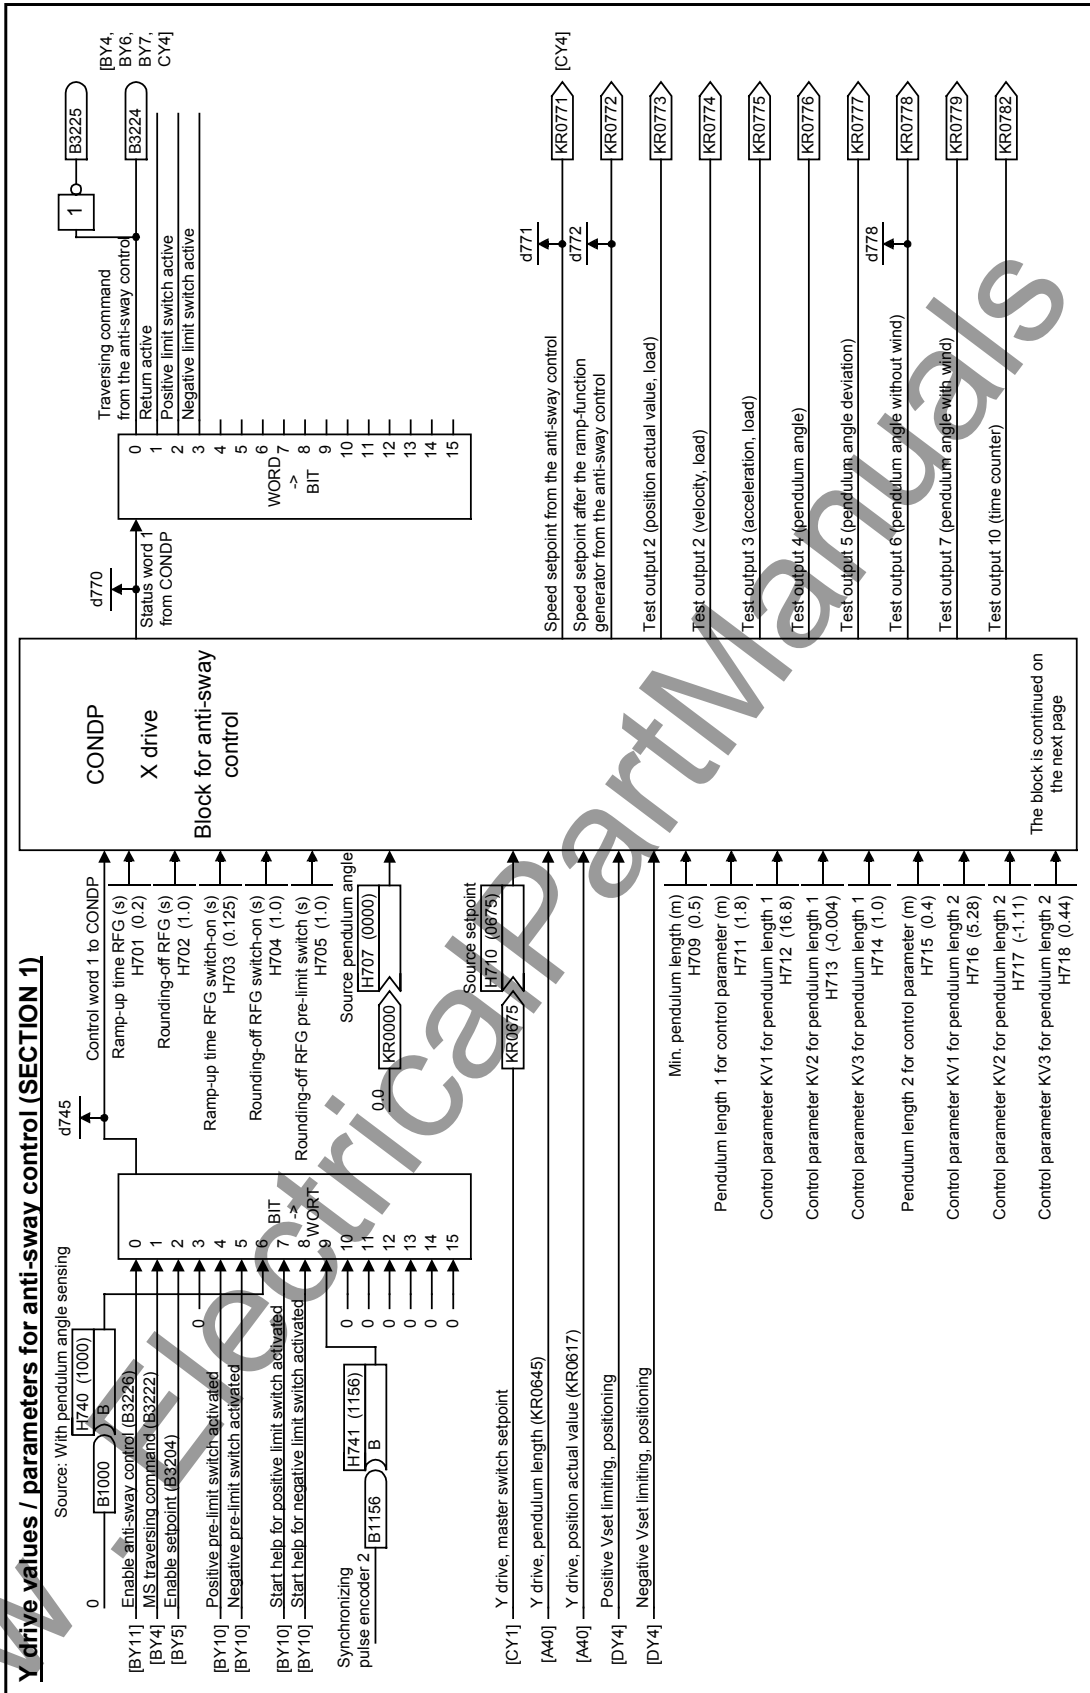 Y drive values / parameters for anti-sway control (SECTION 1)
Source: With pendulum angle sensing
0
B1000
H740 (1000)
B
[BY11]
Enable anti-sway control (B3226)
[BY4]
MS traversing command (B3222)
[BY5]
Enable setpoint (B3204)
0
[BY10]
Positive pre-limit switch activated
[BY10]
Negative pre-limit switch activated
[BY10]
Start help for positive limit switch activated
[BY10]
Start help for negative limit switch activated
Synchronizing
pulse encoder 2
B1156
H741 (1156)
B
0
0
0
0
0
0
0
1
2
3
4
5
6
7
8
9
10
11
12
13
14
15
BIT
->
WORT
d745
Control word 1 to CONDP
Ramp-up time RFG (s)
H701 (0.2)
Rounding-off RFG (s)
H702 (1.0)
Ramp-up time RFG switch-on (s)
H703 (0.125)
Rounding-off RFG switch-on (s)
H704 (1.0)
Rounding-off RFG pre-limit switch (s)
H705 (1.0)
Source pendulum angle
0.0
KR0000
H707 (0000)
Source setpoint
KR0675
H710 (0675)
[CY1]
Y drive, master switch setpoint
[A40]
Y drive, pendulum length (KR0645)
[A40]
Y drive, position actual value (KR0617)
[DY4]
Positive Vset limiting, positioning
[DY4]
Negative Vset limiting, positioning
Min. pendulum length (m)
H709 (0.5)
Pendulum length 1 for control parameter (m)
H711 (1.8)
Control parameter KV1 for pendulum length 1
H712 (16.8)
Control parameter KV2 for pendulum length 1
H713 (-0.004)
Control parameter KV3 for pendulum length 1
H714 (1.0)
Pendulum length 2 for control parameter (m)
H715 (0.4)
Control parameter KV1 for pendulum length 2
H716 (5.28)
Control parameter KV2 for pendulum length 2
H717 (-1.11)
Control parameter KV3 for pendulum length 2
H718 (0.44)
CONDP
X drive
Block for anti-sway
control
The block is continued on
the next page
d770
Status word 1
from CONDP
WORD
->
BIT
0
1
2
3
4
5
6
7
8
9
10
11
12
13
14
15
Traversing command
from the anti-sway control
Return active
Positive limit switch active
Negative limit switch active
1
B3225
B3224
[BY4,
BY6,
BY7,
CY4]
Speed setpoint from the anti-sway control
d771
KR0771
[CY4]
Speed setpoint after the ramp-function
generator from the anti-sway control
d772
KR0772
Test output 2 (position actual value, load)
KR0773
Test output 2 (velocity, load)
KR0774
Test output 3 (acceleration, load)
KR0775
Test output 4 (pendulum angle)
KR0776
Test output 5 (pendulum angle deviation)
KR0777
Test output 6 (pendulum angle without wind)
d778
KR0778
Test output 7 (pendulum angle with wind)
KR0779
Test output 10 (time counter)
KR0782
w . ElectricalPartManuals